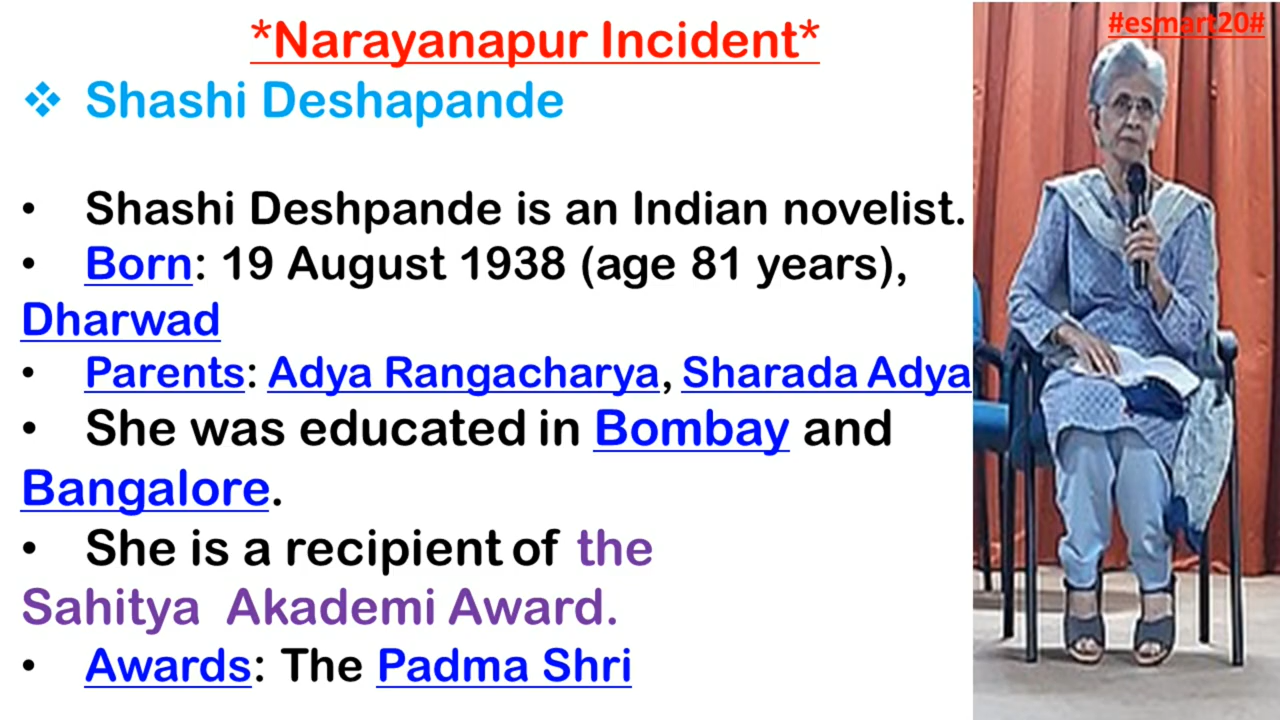 *Narayanapur Incident*
#esmart20#
❖ Shashi Deshapande
• Shashi Deshpande is an Indian novelist.
• Born: 19 August 1938 (age 81 years),
Dharwad
• Parents: Adya Rangacharya, Sharada Adya
• She was educated in Bombay and
Bangalore.
• She is a recipient of the
Sahitya Akademi Award.
• Awards: The Padma Shri